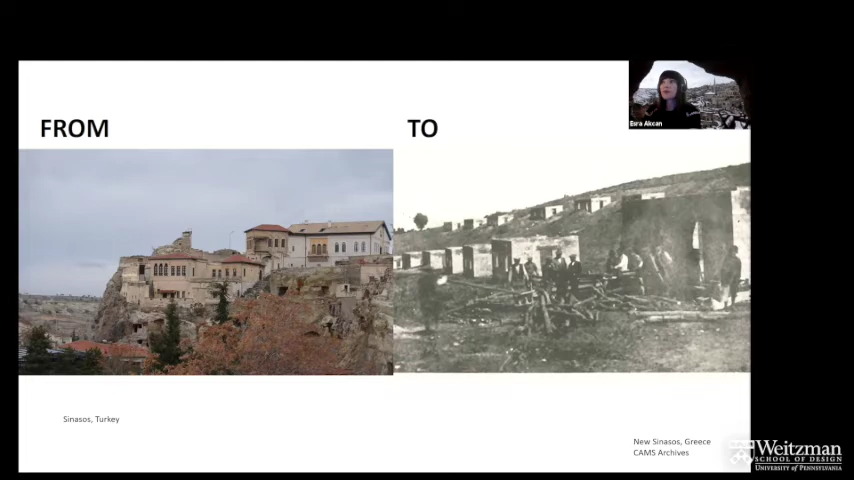 FROM
TO
Esra Akcan
Sinasos, Turkey
New Sinasos, Greece
CAMS Archives
Weitzman
SCHOOL OF DESIGN
UNIVERSITY of PENNSYLVANIA